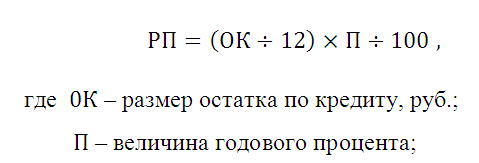 РП = (ОК ÷ 12) × П ÷ 100 ,
где 0К – размер остатка по кредиту, руб.;
П – величина годового процента;